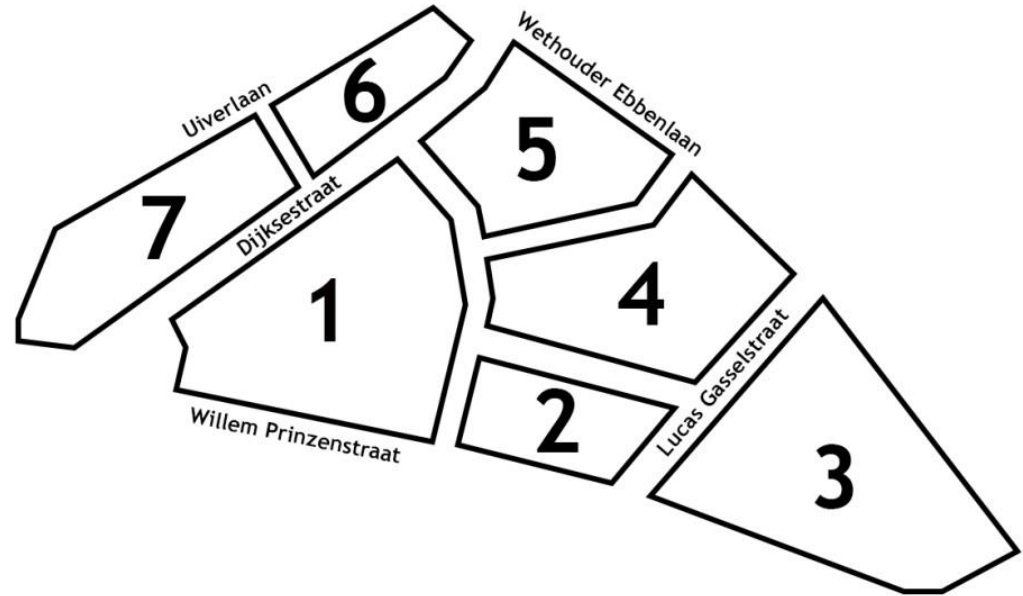 Wethouder Ebbenlaan
6
Uiverlaan
5
7
Dijksestraat
1
4
Lucas Gasselstraat
2
Willem Prinzenstraat
3